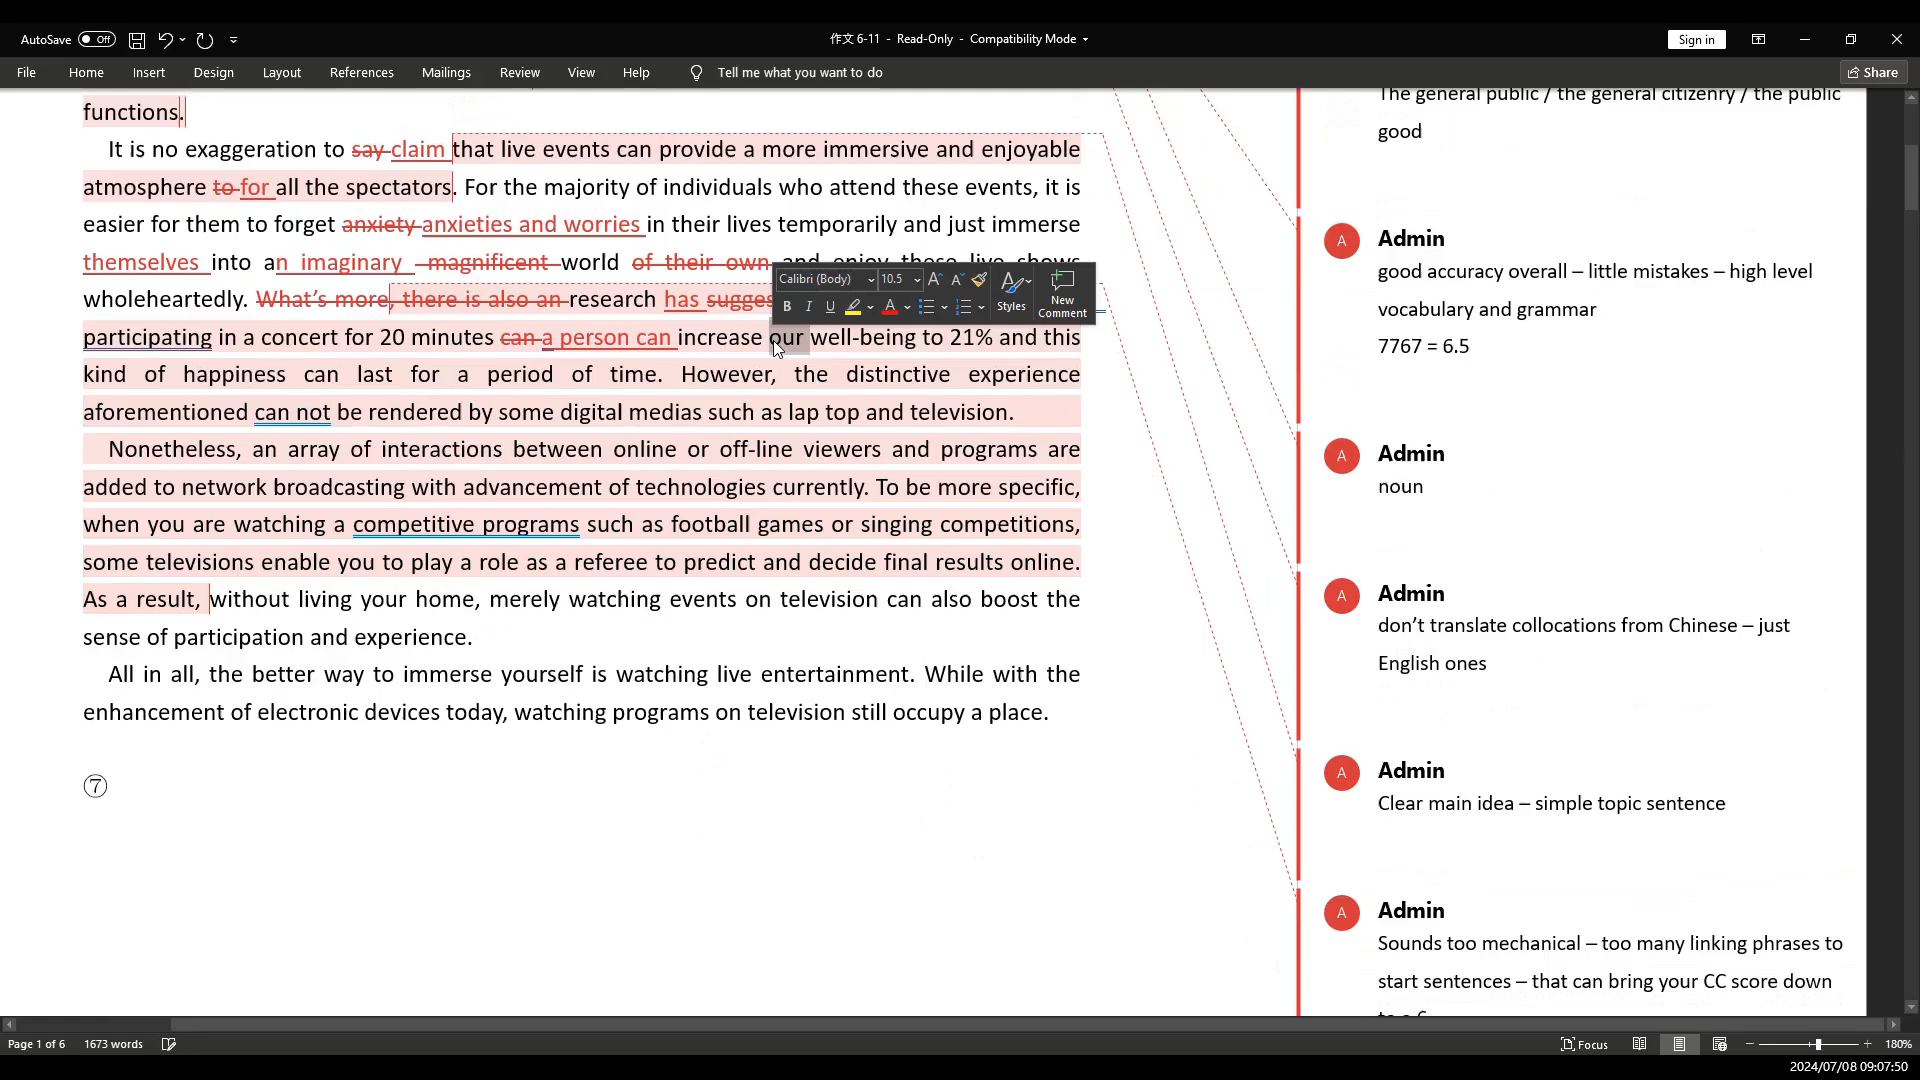 AutoSave Off 作文 6-11 - Read-Only - Compatibility Mode Sign in
File Home Insert Design Layout References Mailings Review View Help Tell me what you want to do Share
functions.
It is no exaggeration to say claim that live events can provide a more immersive and enjoyable
atmosphere to for all the spectators. For the majority of individuals who attend these events, it is
easier for them to forget anxiety anxieties and worries in their lives temporarily and just immerse
themselves into an imaginary magnificent world of their own and enjoy these live shows
wholeheartedly. What's more, there is also an research has
participating in a concert for 20 minutes can a person can increase our well-being to 21% and this
kind of happiness can last for a period of time. However, the distinctive experience
aforementioned can not be rendered by some digital medias such as lap top and television.
Nonetheless, an array of interactions between online or off-line viewers and programs are
added to network broadcasting with advancement of technologies currently. To be more specific,
when you are watching a competitive programs such as football games or singing competitions,
some televisions enable you to play a role as a referee to predict and decide final results online.
As a result, without living your home, merely watching events on television can also boost the
sense of participation and experience.
All in all, the better way to immerse yourself is watching live entertainment. While with the
enhancement of electronic devices today, watching programs on television still occupy a place.
⑦
Calibri (Body) 10.5 A A
B I U A Styles New
Comment
The general public / the general citizenry / the public
good
A Admin
good accuracy overall – little mistakes – high level
vocabulary and grammar
7767 = 6.5
A Admin
noun
A Admin
don't translate collocations from Chinese – just
English ones
A Admin
Clear main idea – simple topic sentence
A Admin
Sounds too mechanical – too many linking phrases to
start sentences – that can bring your CC score down
Page 1 of 6 1673 words Focus 180%
2024/07/08 09:07:50